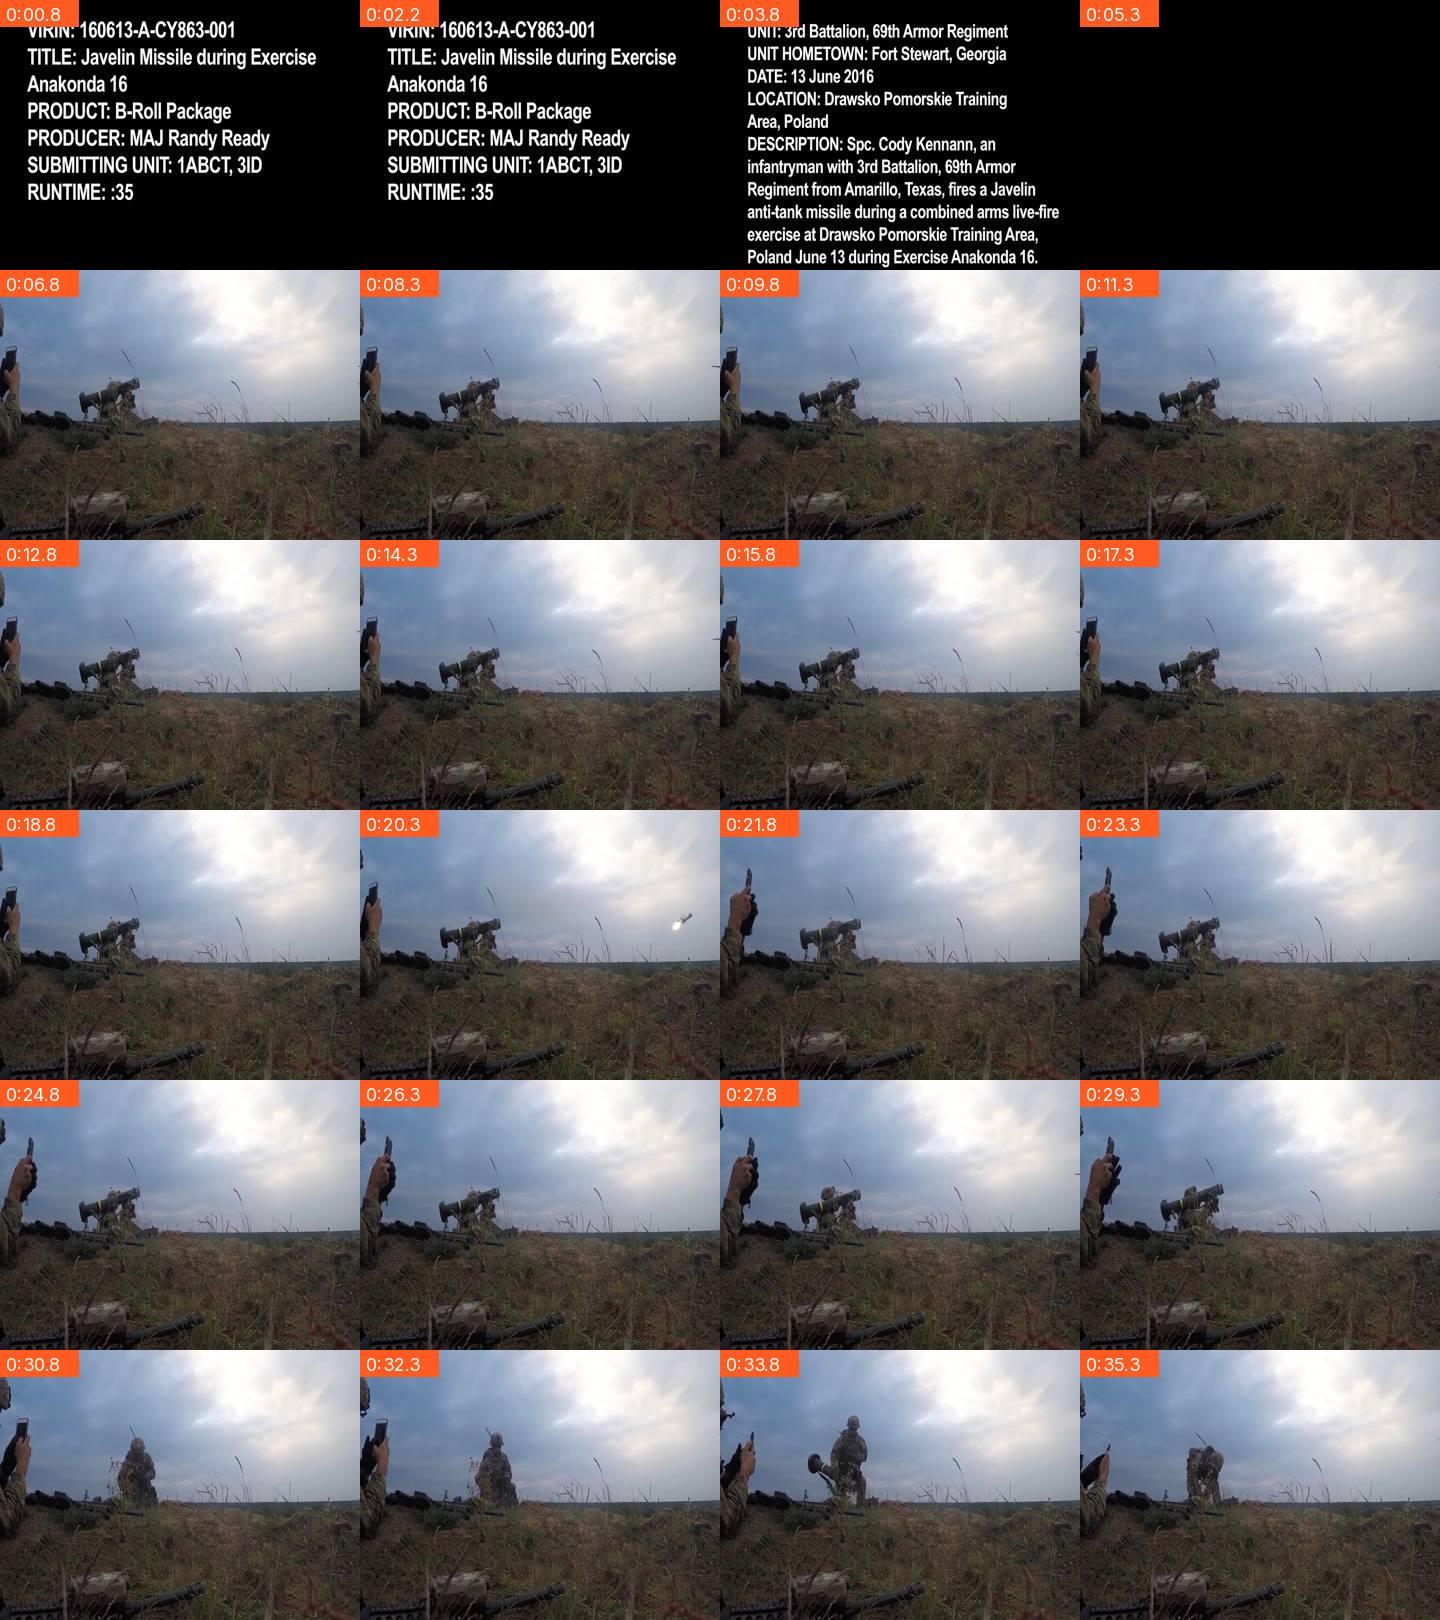 0:00.8
VIRIN: 160613-A-CY863-001
TITLE: Javelin Missile during Exercise
Anakonda 16
PRODUCT: B-Roll Package
PRODUCER: MAJ Randy Ready
SUBMITTING UNIT: 1ABCT, 3ID
RUNTIME: :35
0:02.2
VIRIN: 160613-A-CY863-001
TITLE: Javelin Missile during Exercise
Anakonda 16
PRODUCT: B-Roll Package
PRODUCER: MAJ Randy Ready
SUBMITTING UNIT: 1ABCT, 3ID
RUNTIME: :35
0:03.8
UNIT: 3rd Battalion, 69th Armor Regiment
UNIT HOMETOWN: Fort Stewart, Georgia
DATE: 13 June 2016
LOCATION: Drawsko Pomorskie Training
Area, Poland
DESCRIPTION: Spc. Cody Kennann, an
infantryman with 3rd Battalion, 69th Armor
Regiment from Amarillo, Texas, fires a Javelin
anti-tank missile during a combined arms live-fire
exercise at Drawsko Pomorskie Training Area,
Poland June 13 during Exercise Anakonda 16.
0:05.3
0:06.8
0:08.3
0:09.8
0:11.3
0:12.8
0:14.3
0:15.8
0:17.3
0:18.8
0:20.3
0:21.8
0:23.3
0:24.8
0:26.3
0:27.8
0:29.3
0:30.8
0:32.3
0:33.8
0:35.3